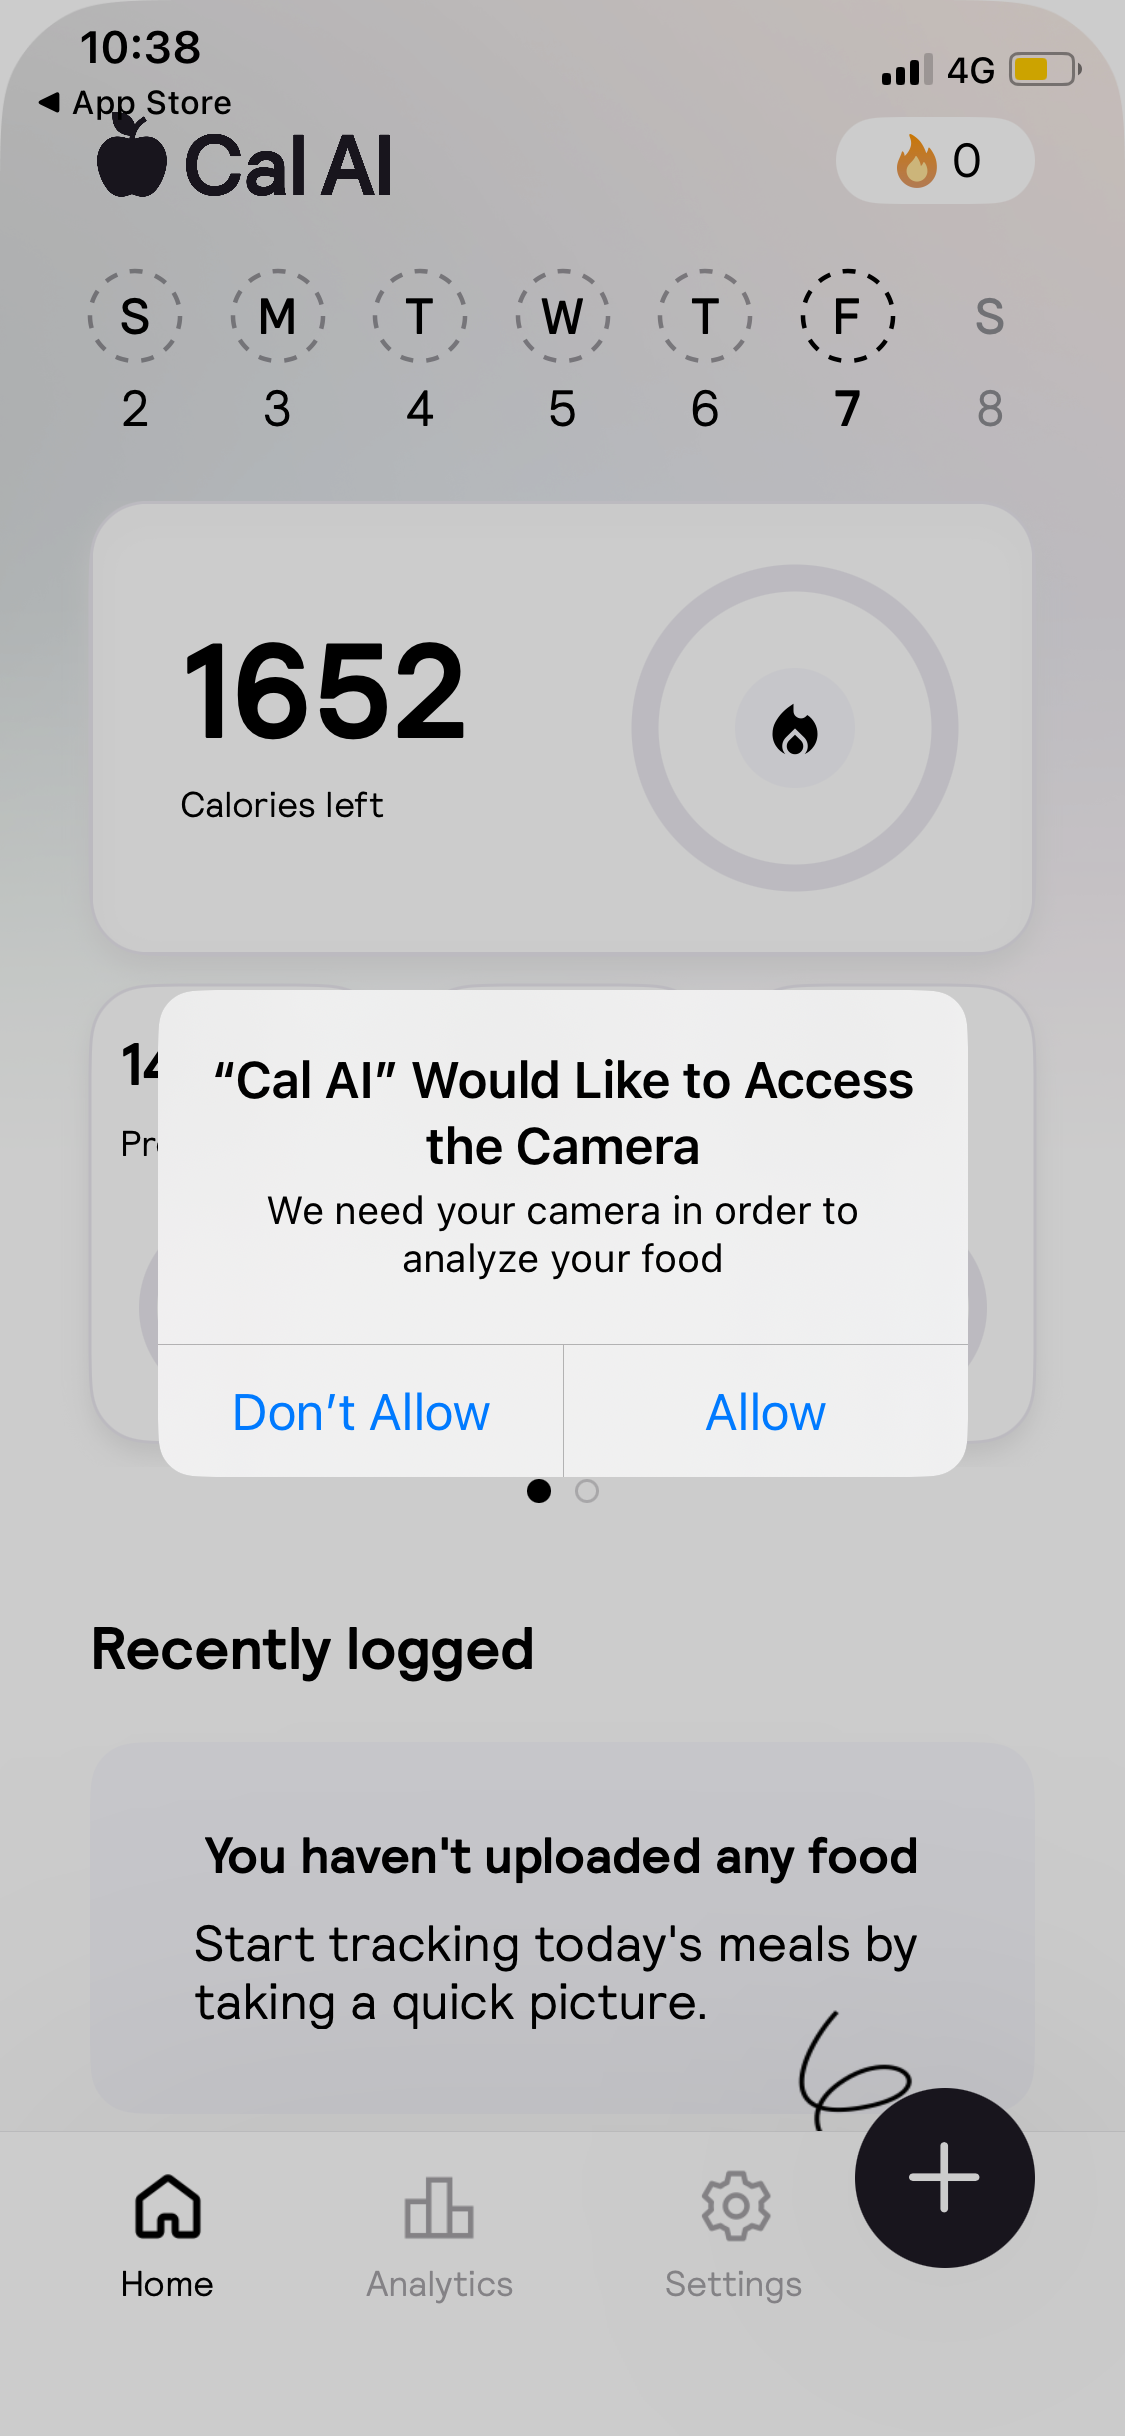 10:38
4G
◀ App Store
Cal AI
0
S M T W T F S
2 3 4 5 6 7 8
1652
Calories left
“Cal AI” Would Like to Access
the Camera
We need your camera in order to
analyze your food
Don’t Allow
Allow
Recently logged
You haven't uploaded any food
Start tracking today's meals by
taking a quick picture.
Home
Analytics
Settings